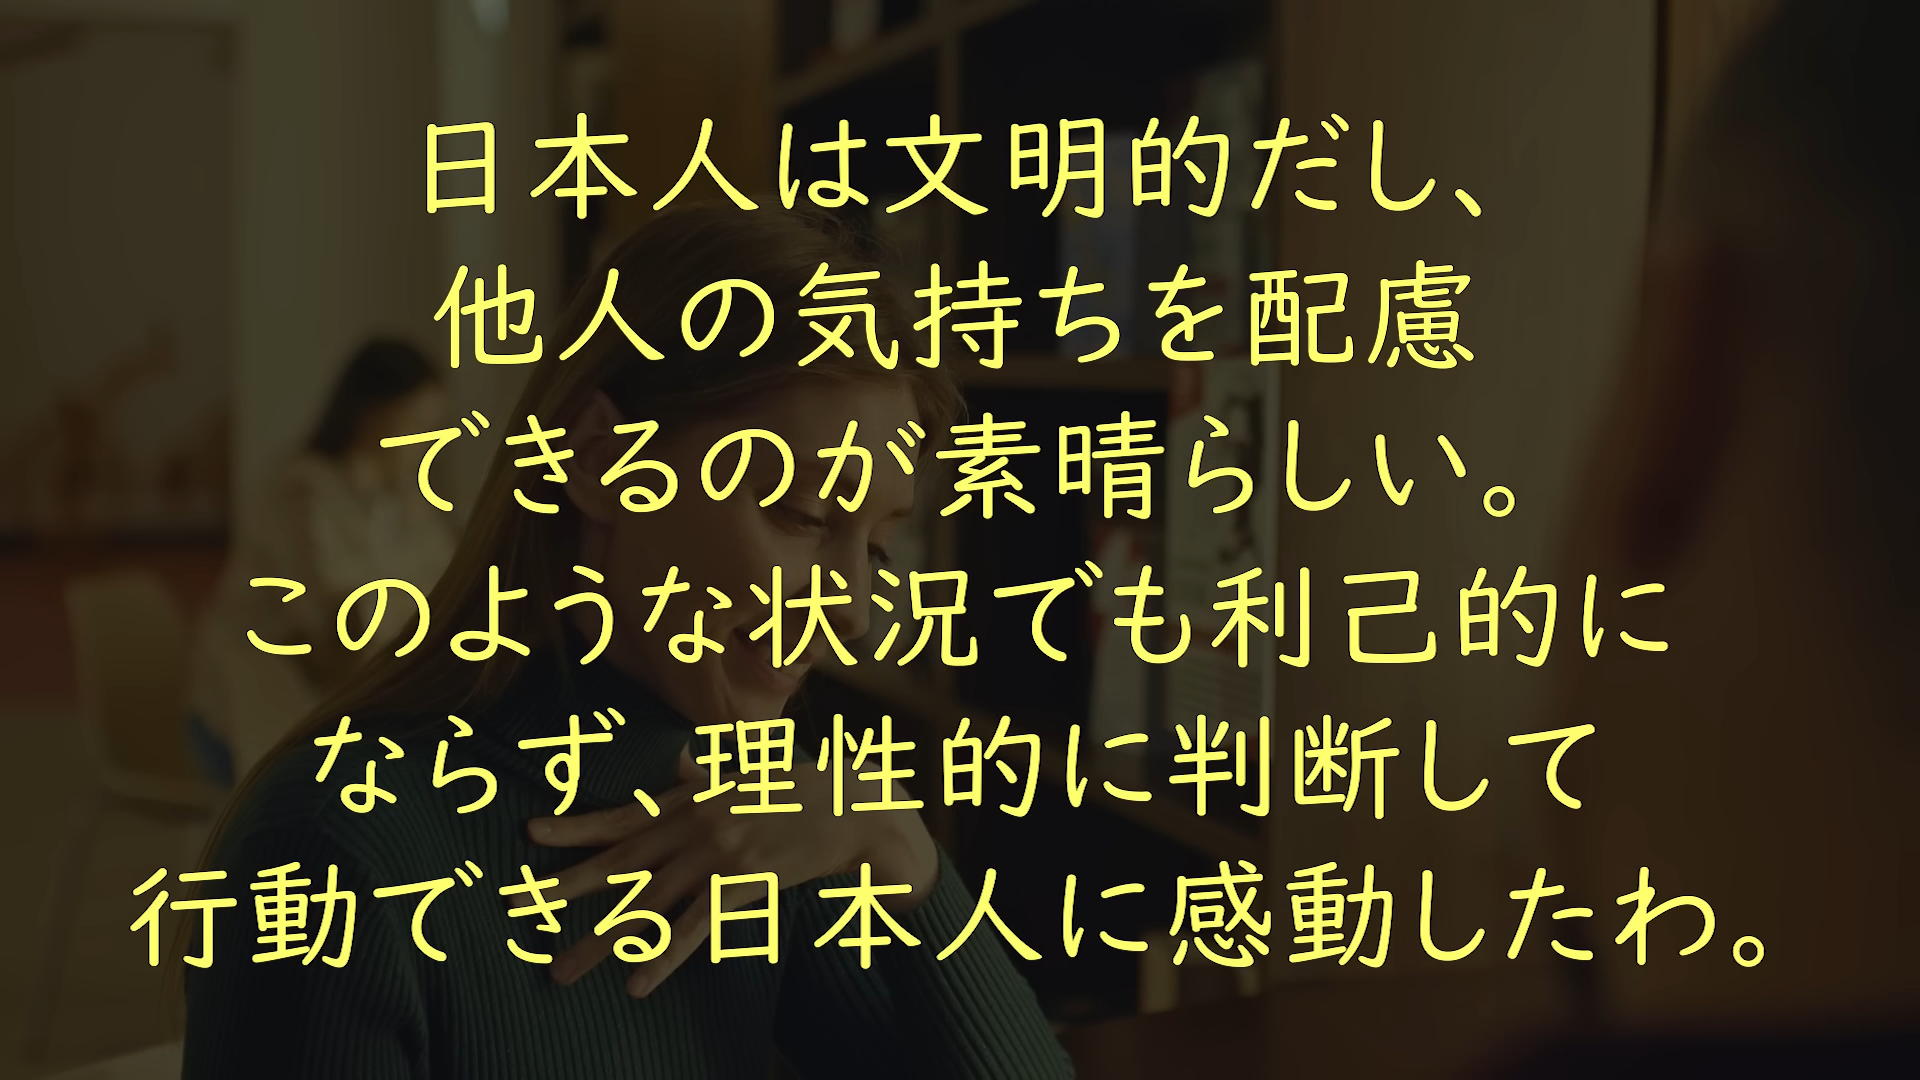 日本人は文明的だし、
他人の気持ちを配慮
できるのが素晴らしい。
このような状況でも利己的に
ならず、理性的に判断して
行動できる日本人に感動したわ。